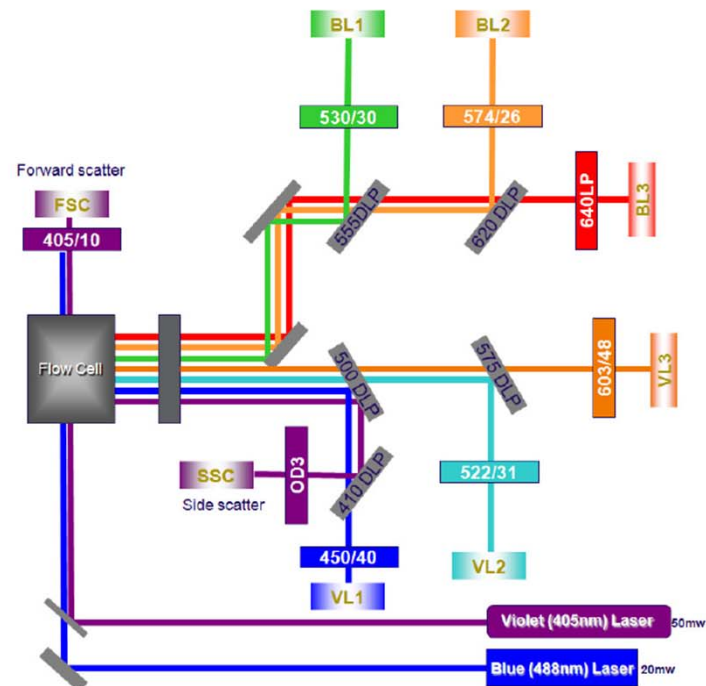 BL1
BL2
530/30
574/26
Forward scatter
FSC
405/10
555DLP
620 DLP
640LP
BL3
Flow Cell
500 DLP
575 DLP
603/48
VL3
SSC
OD3
410 DLP
522/31
Side scatter
450/40
VL2
VL1
Violet (405nm) Laser
50mw
Blue (488nm) Laser
20mw